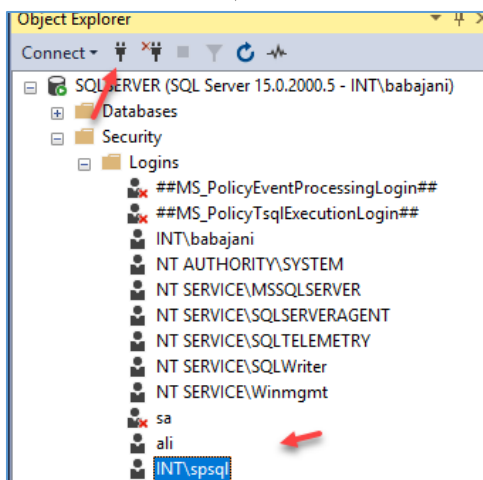 Object Explorer
Connect
SQLSERVER (SQL Server 15.0.2000.5 - INT\babajani)
Databases
Security
Logins
##MS_PolicyEventProcessingLogin##
##MS_PolicyTsqlExecutionLogin##
INT\babajani
NT AUTHORITY\SYSTEM
NT SERVICE\MSSQLSERVER
NT SERVICE\SQLSERVERAGENT
NT SERVICE\SQLTELEMETRY
NT SERVICE\SQLWriter
NT SERVICE\Winmgmt
sa
ali
INT\spsql